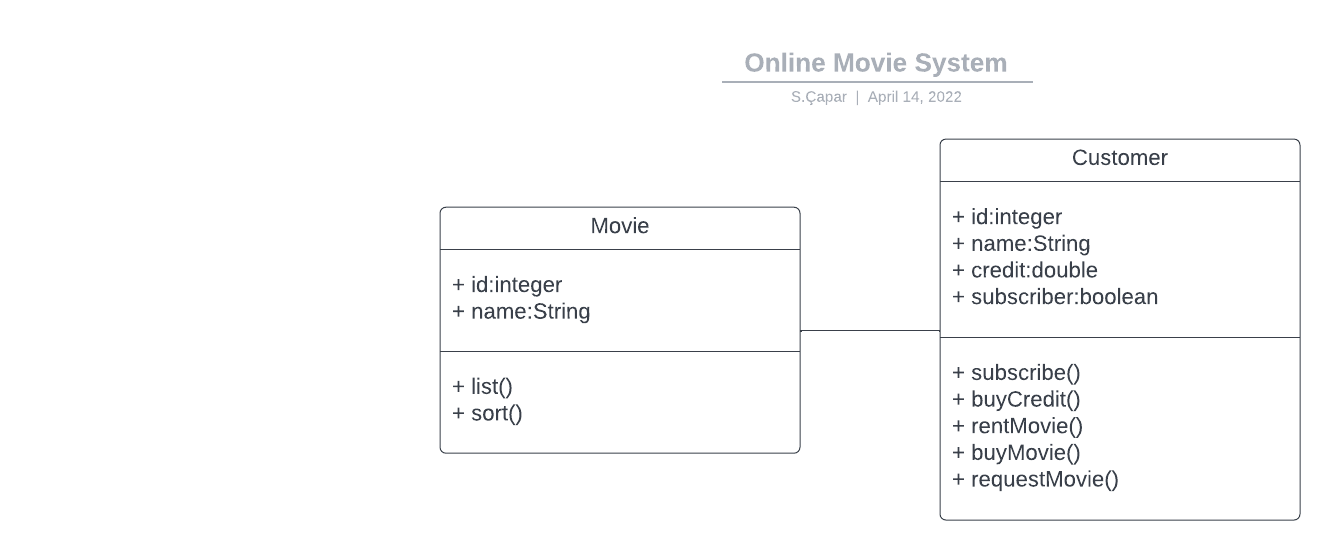 Online Movie System
S.Çapar | April 14, 2022
Movie
+ id:integer
+ name:String
+ list()
+ sort()
Customer
+ id:integer
+ name:String
+ credit:double
+ subscriber:boolean
+ subscribe()
+ buyCredit()
+ rentMovie()
+ buyMovie()
+ requestMovie()